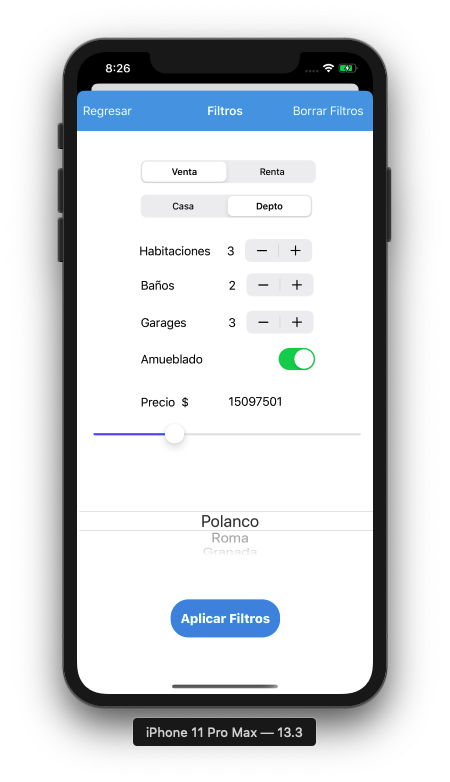 8:26
Regresar Filtros Borrar Filtros
Venta Renta
Casa Depto
Habitaciones 3 − +
Baños 2 − +
Garages 3 − +
Amueblado
Precio $ 15097501
Polanco
Roma
Granada
Aplicar Filtros
iPhone 11 Pro Max — 13.3